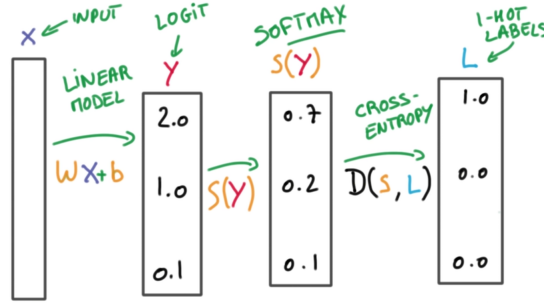 X
INPUT
LINEAR
MODEL
WX+b
LOGIT
Y
2.0
1.0
0.1
S(Y)
SOFTMAX
S(Y)
0.7
0.2
0.1
CROSS-
ENTROPY
D(S, L)
1-HOT
LABELS
L
1.0
0.0
0.0